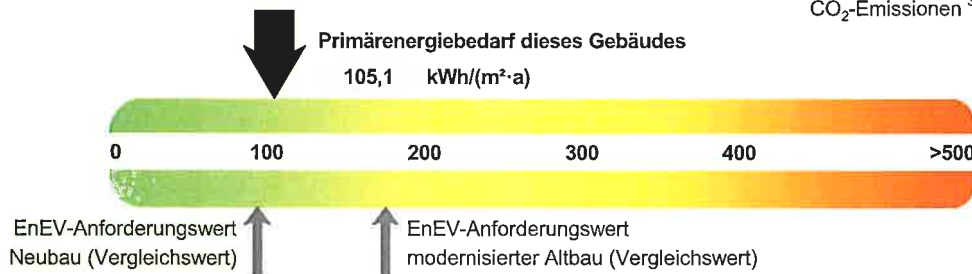 CO₂-Emissionen ³
Primärenergiebedarf dieses Gebäudes
105,1 kWh/(m²·a)
0 100 200 300 400 >500
EnEV-Anforderungswert
Neubau (Vergleichswert)
EnEV-Anforderungswert
modernisierter Altbau (Vergleichswert)